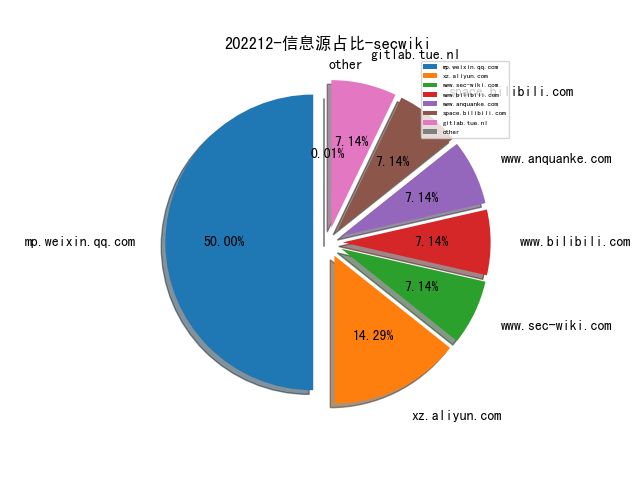 202212-信息源占比-secwiki
gitlab.tue.nl
other
mp.weixin.qq.com
xz.aliyun.com
www.sec-wiki.com
www.bilibili.com
www.anquanke.com
space.bilibili.com
gitlab.tue.nl
other
space.bilibili.com
7.14%
0.01%
7.14%
www.anquanke.com
7.14%
mp.weixin.qq.com
50.00%
7.14%
www.bilibili.com
7.14%
www.sec-wiki.com
14.29%
xz.aliyun.com